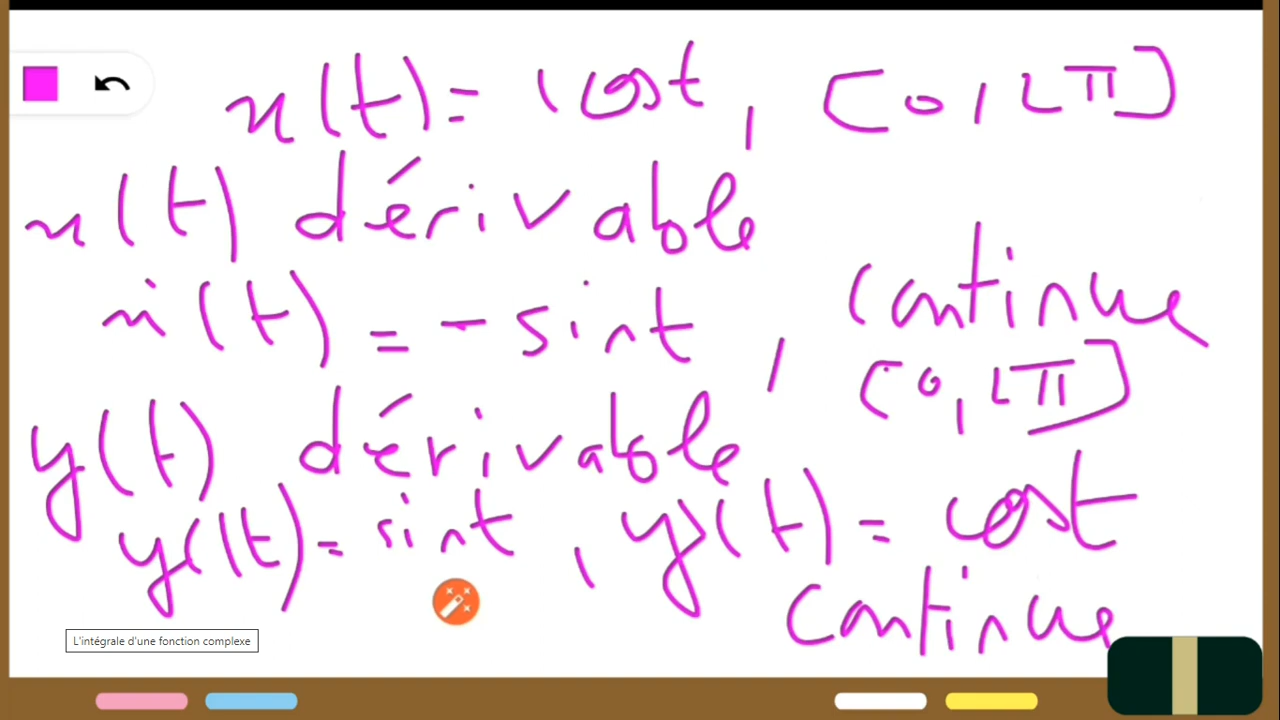 x(t) = cost, [0, 2π]
x(t) dérivable
ẋ(t) = -sint, continue
[0, 2π]
y(t) dérivable
y(t) = sint, ẏ(t) = cost
continue
L'intégrale d'une fonction complexe